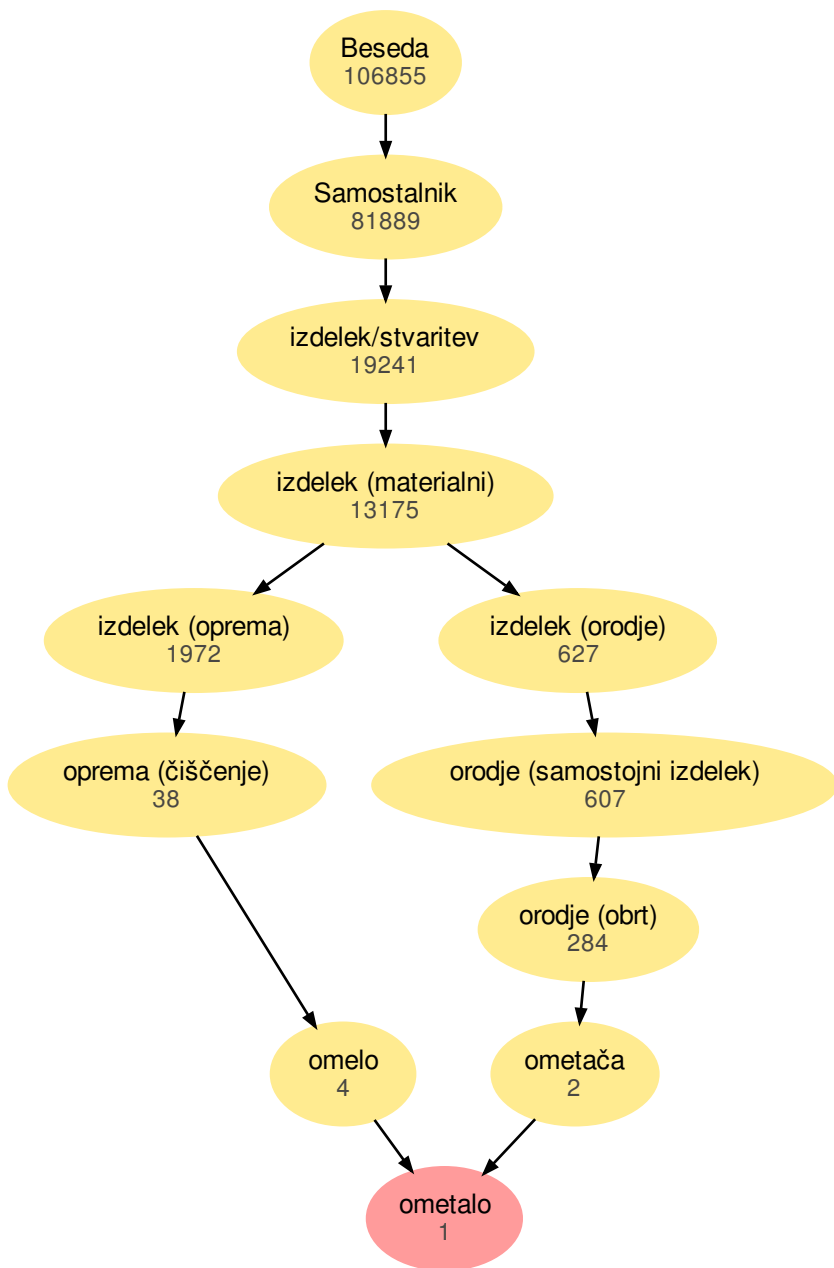 Beseda
106855
Samostalnik
81889
izdelek/stvaritev
19241
izdelek (materialni)
13175
izdelek (oprema)
1972
izdelek (orodje)
627
oprema (čiščenje)
38
orodje (samostojni izdelek)
607
orodje (obrt)
284
omelo
4
ometača
2
ometalo
1